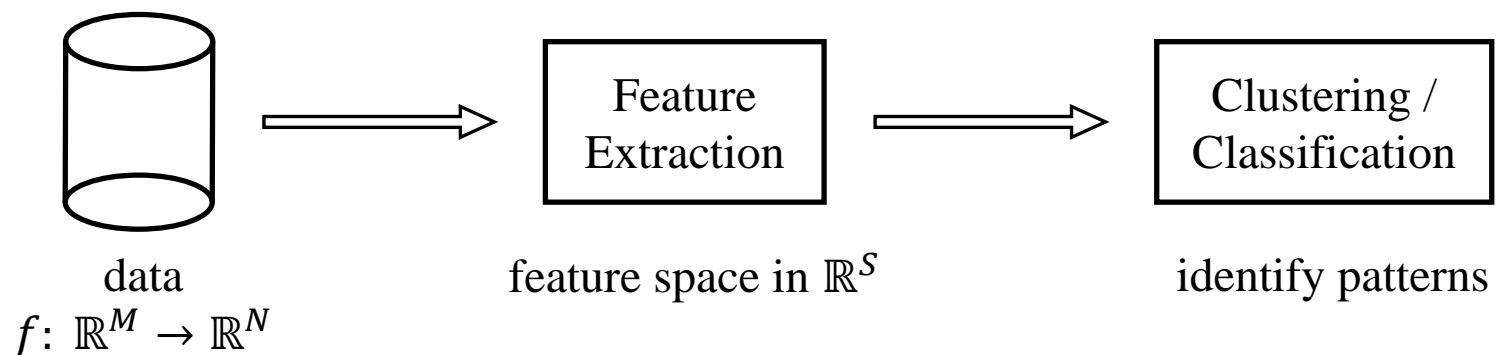 Feature
Extraction
Clustering /
Classification
data
f: ℝ^M → ℝ^N
feature space in ℝ^S
identify patterns